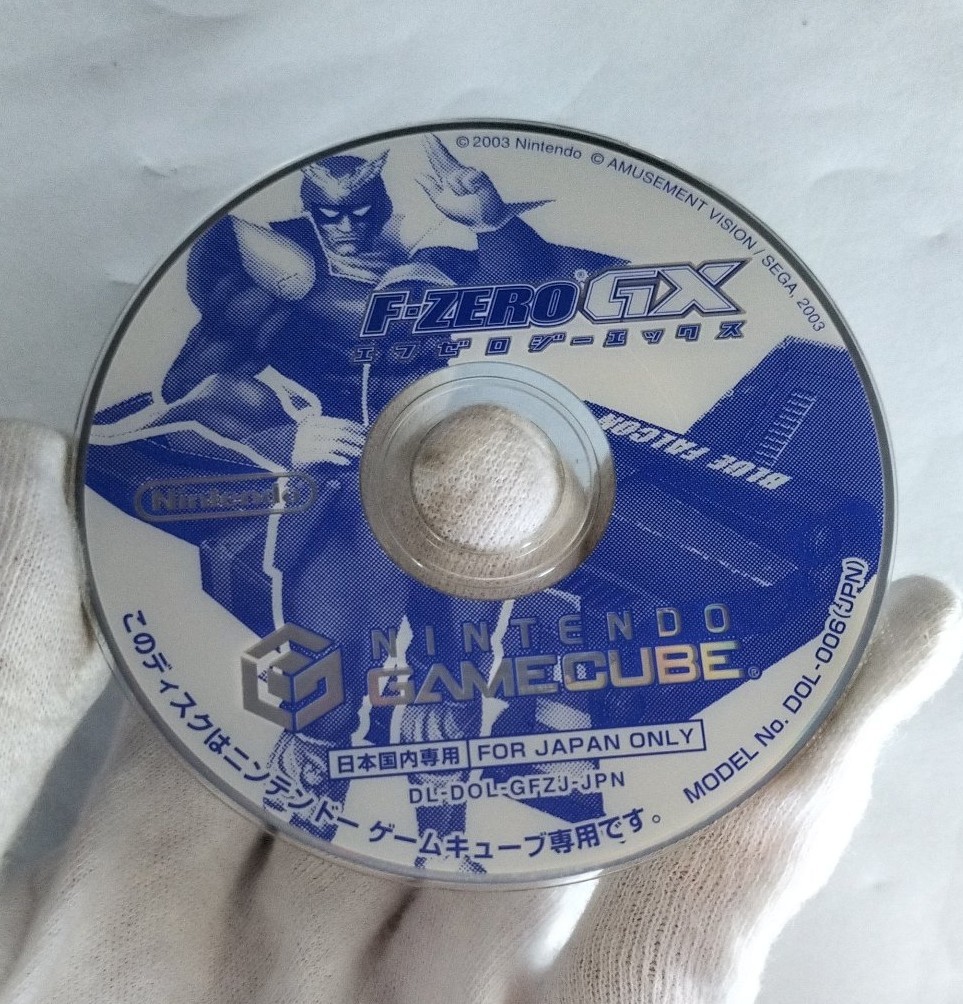 © 2003 Nintendo © AMUSEMENT VISION / SEGA, 2003
F-ZERO® GX
エフゼロ ジーエックス
BLUE FALCON
Nintendo®
NINTENDO
GAMECUBE®
日本国内専用 FOR JAPAN ONLY
DL-DOL-GFZJ-JPN
MODEL No. DOL-006(JPN)
このディスクはニンテンドー ゲームキューブ専用です。